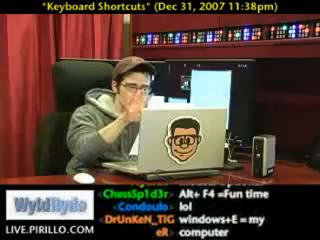 "Keyboard Shortcuts" (Dec 31, 2007 11:38pm)
WyldRyde
LIVE.PIRILLO.COM
ChesSp1d3r Alt+ F4 =Fun time
Condoulo lol
DrUnKeN_TIG windows+E = my
eR computer